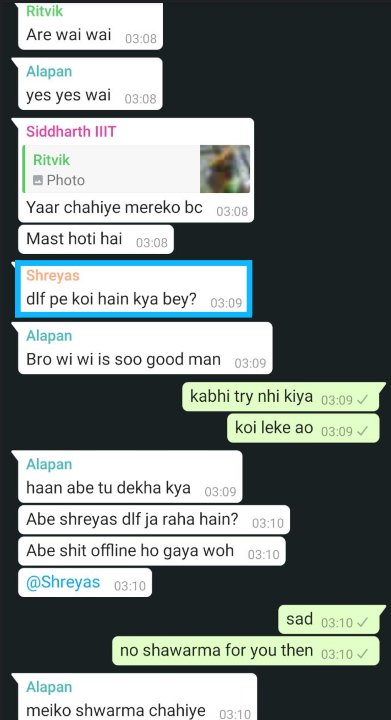 Ritvik
Are wai wai 03:08
Alapan
yes yes wai 03:08
Siddharth IIIT
Ritvik
Photo
Yaar chahiye mereko bc 03:08
Mast hoti hai 03:08
Shreyas
dlf pe koi hain kya bey? 03:09
Alapan
Bro wi wi is soo good man 03:09
kabhi try nhi kiya 03:09
koi leke ao 03:09
Alapan
haan abe tu dekha kya 03:09
Abe shreyas dlf ja raha hain? 03:10
Abe shit offline ho gaya woh 03:10
@Shreyas 03:10
sad 03:10
no shawarma for you then 03:10
Alapan
meiko shwarma chahiye 03:10